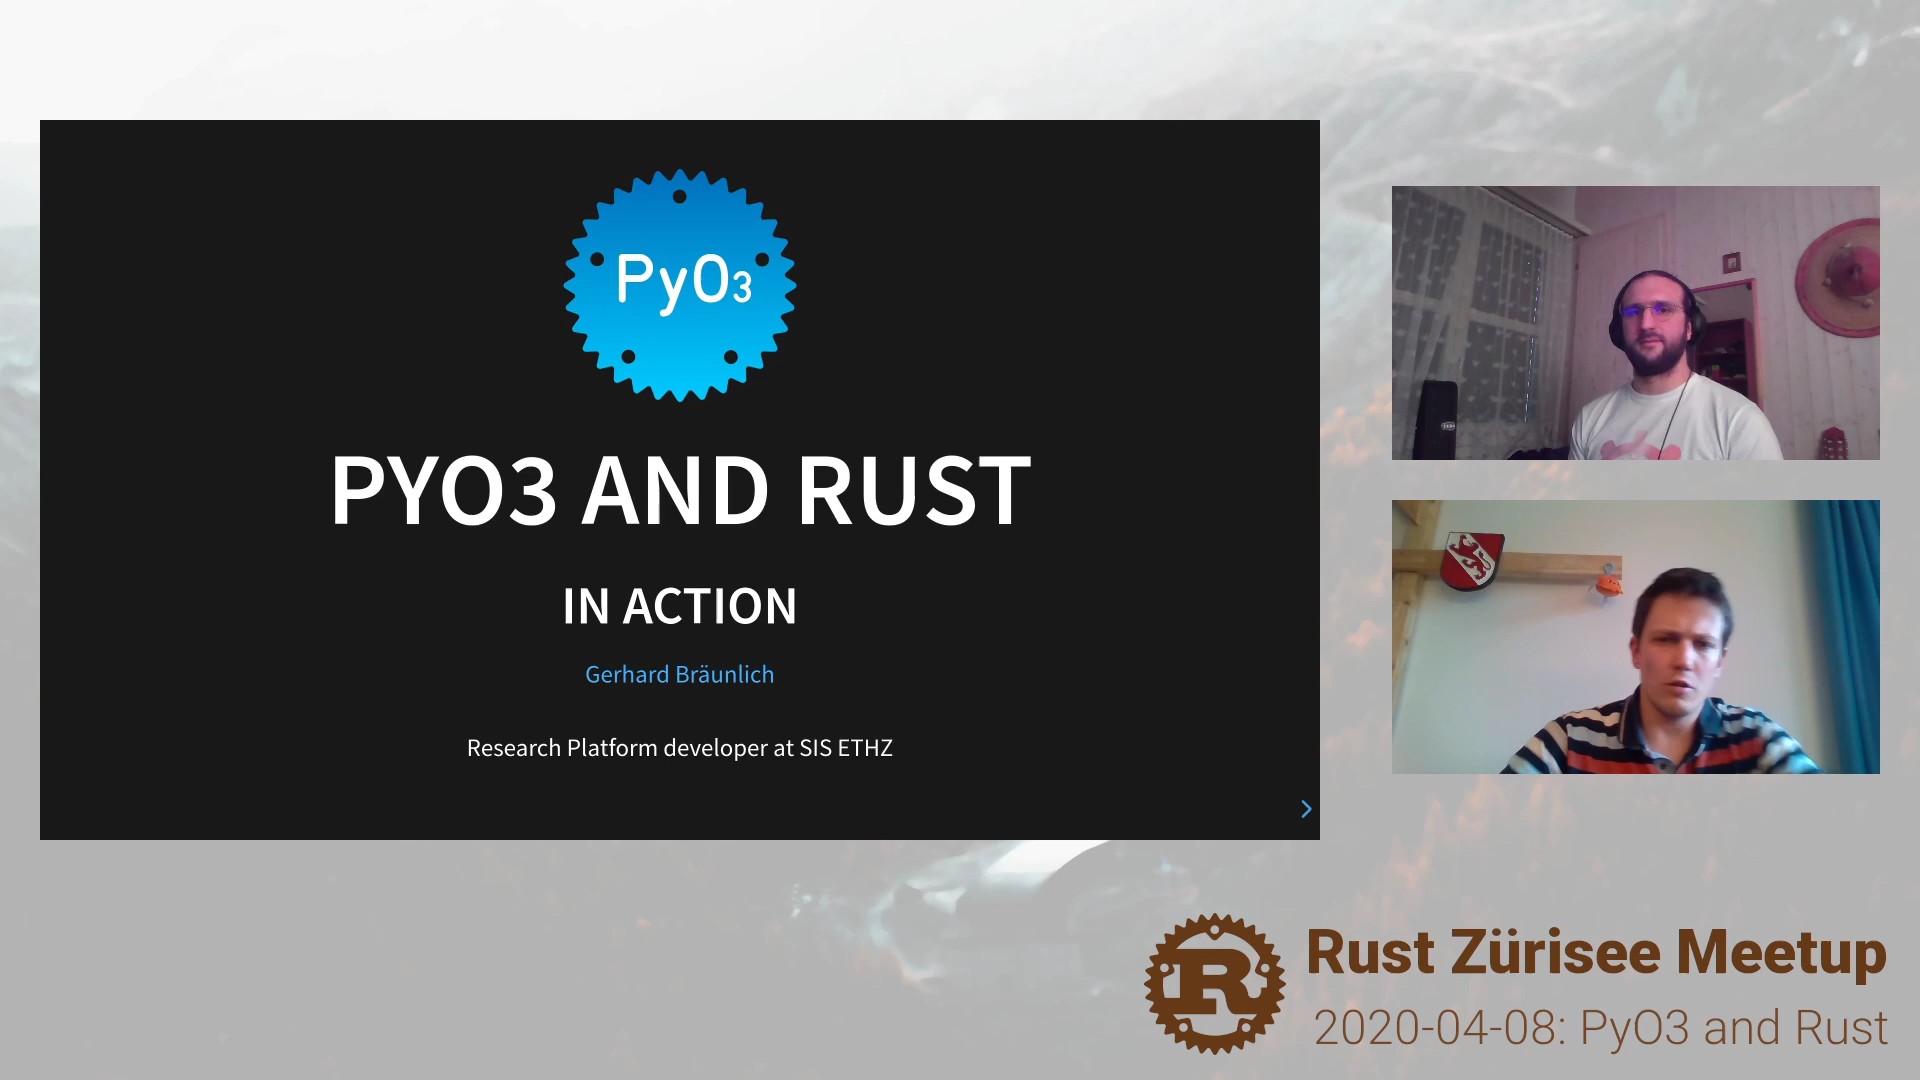 PyO3
PYO3 AND RUST
IN ACTION
Gerhard Bräunlich
Research Platform developer at SIS ETHZ
R
Rust Zürisee Meetup
2020-04-08: PyO3 and Rust